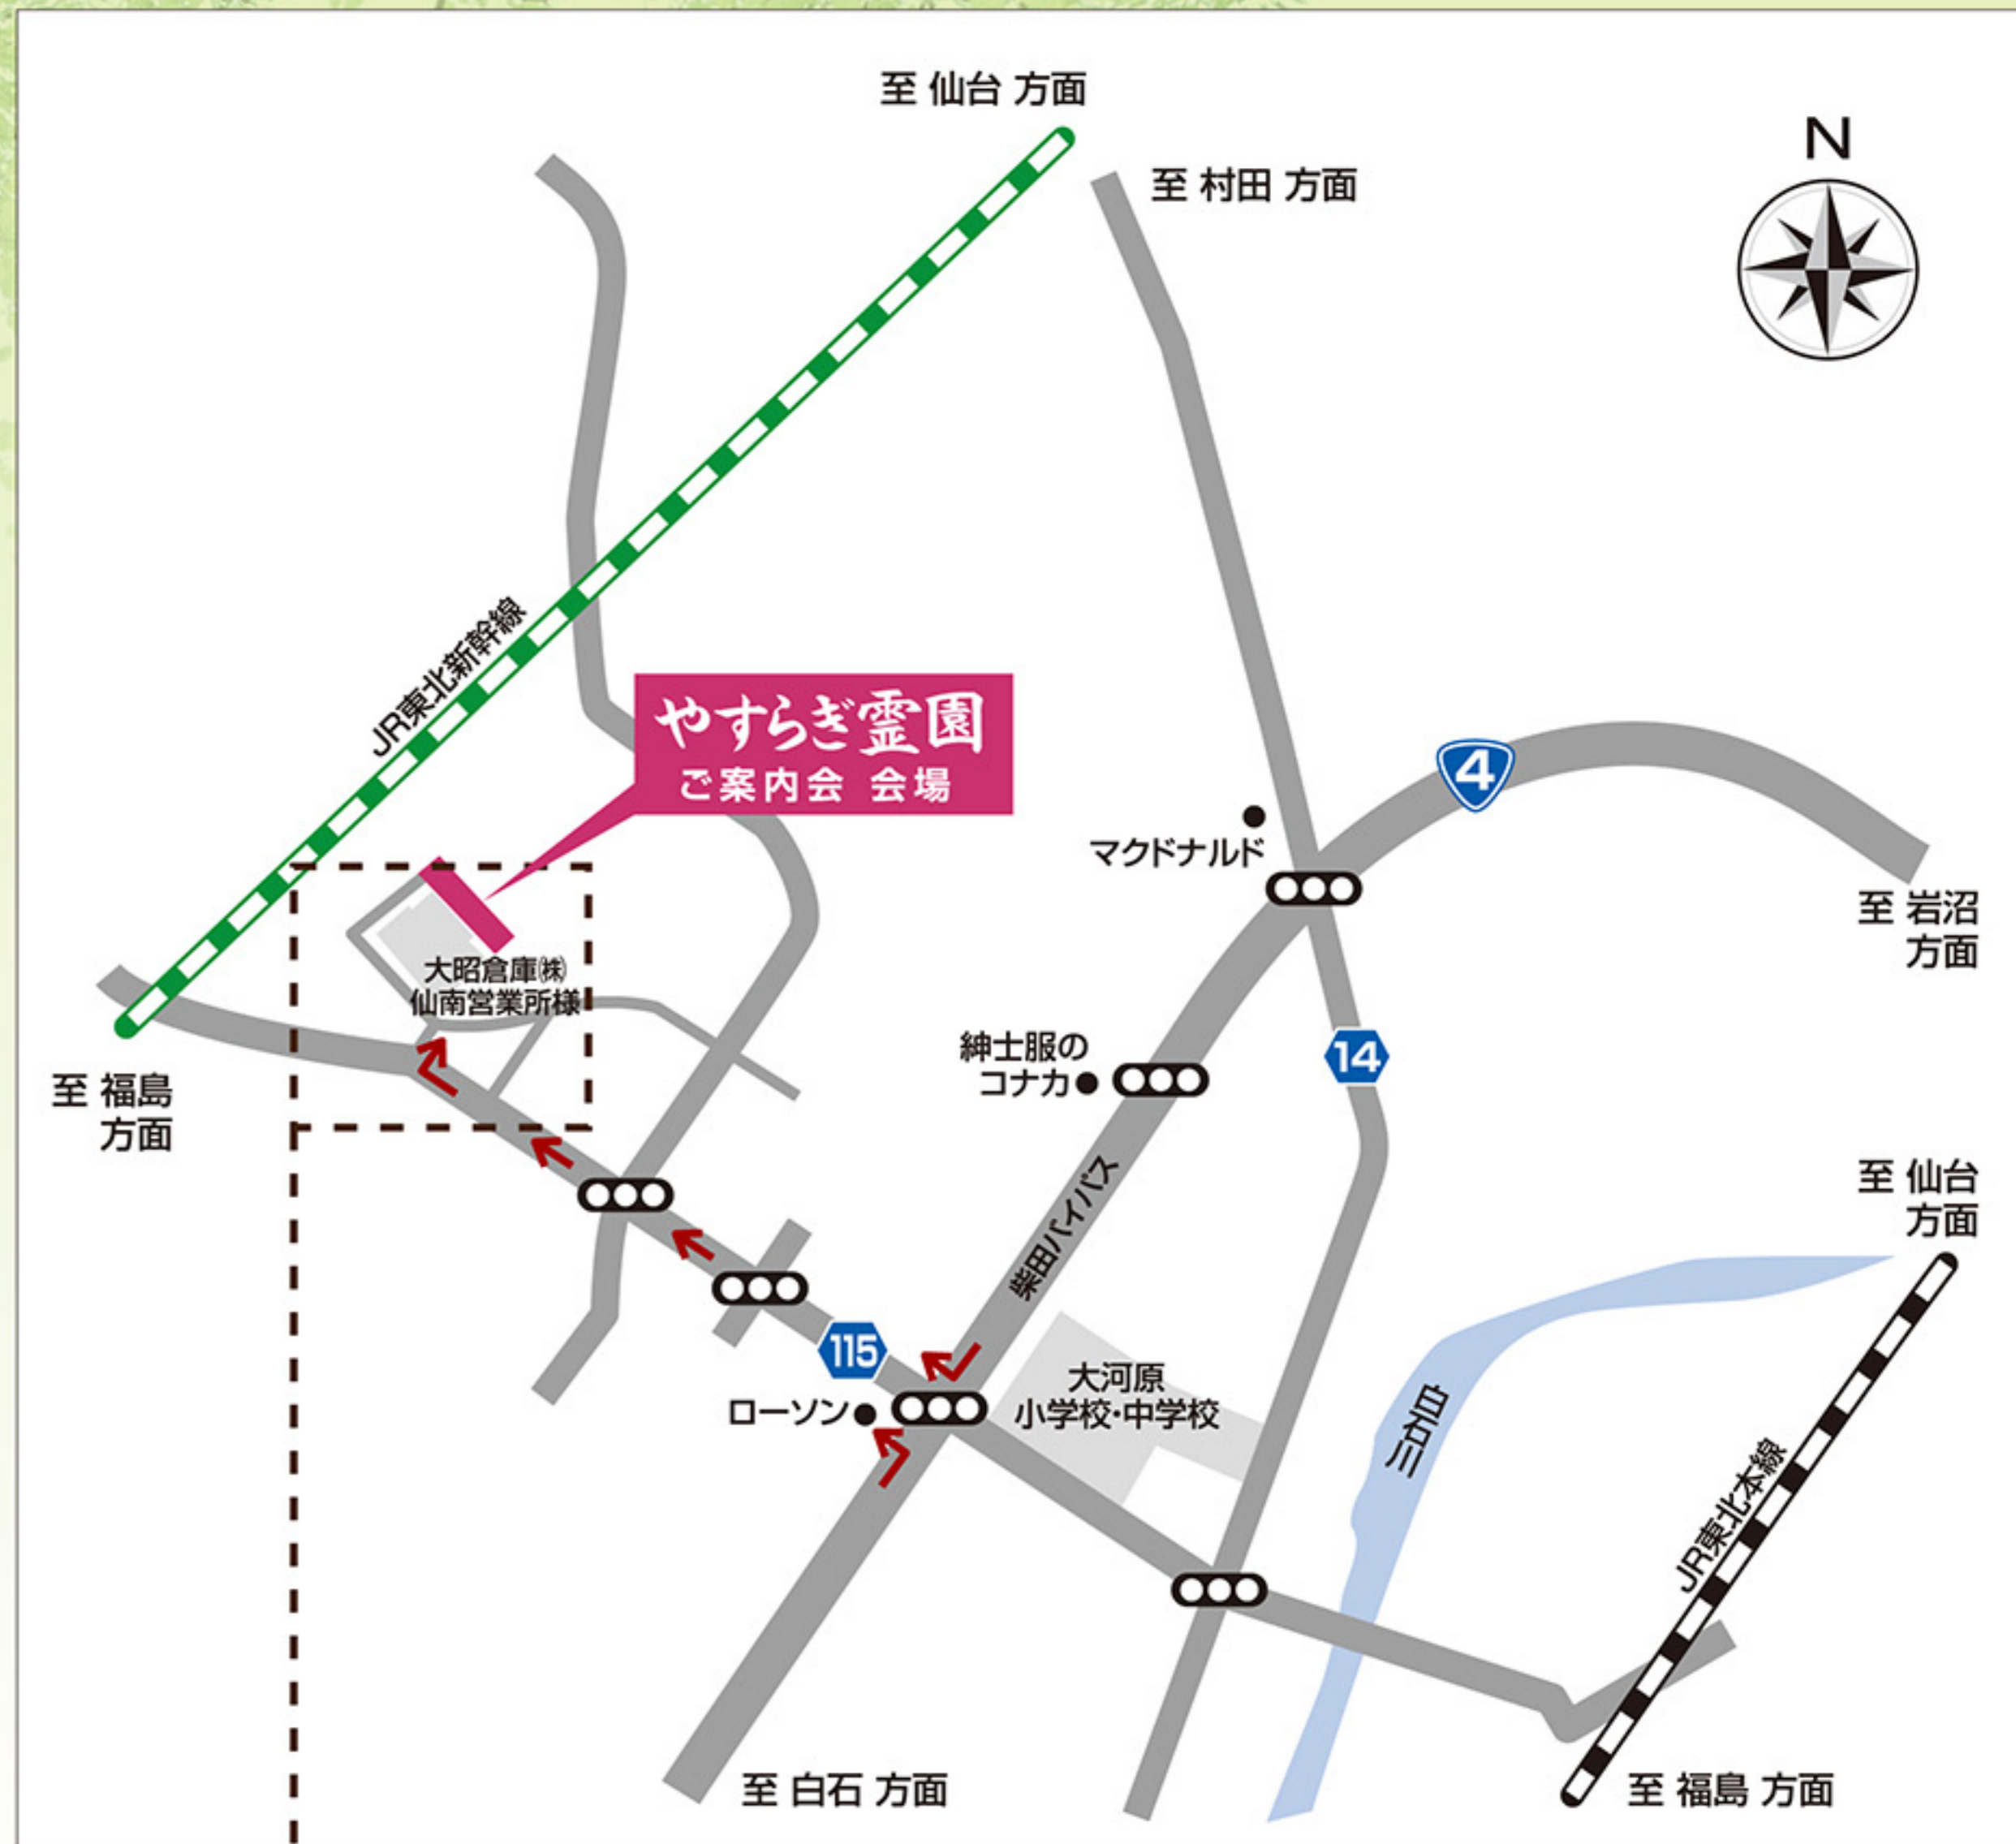 至 仙台 方面
N
至 村田 方面
JR東北新幹線
やすらぎ霊園
ご案内会 会場
4
マクドナルド
至 岩沼
方面
大昭倉庫㈱
仙南営業所様
紳士服の
コナカ
14
至 福島
方面
柴田バイパス
至 仙台
方面
115
ローソン
大河原
小学校・中学校
白石川
JR東北本線
至 白石 方面
至 福島 方面